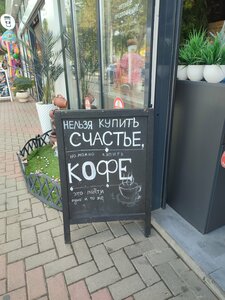 НЕЛЬЗЯ КУПИТЬ
СЧАСТЬЕ,
НО МОЖНО КУПИТЬ
КОФЕ
ЭТО ПОЧТИ
ОДНО И ТО ЖЕ